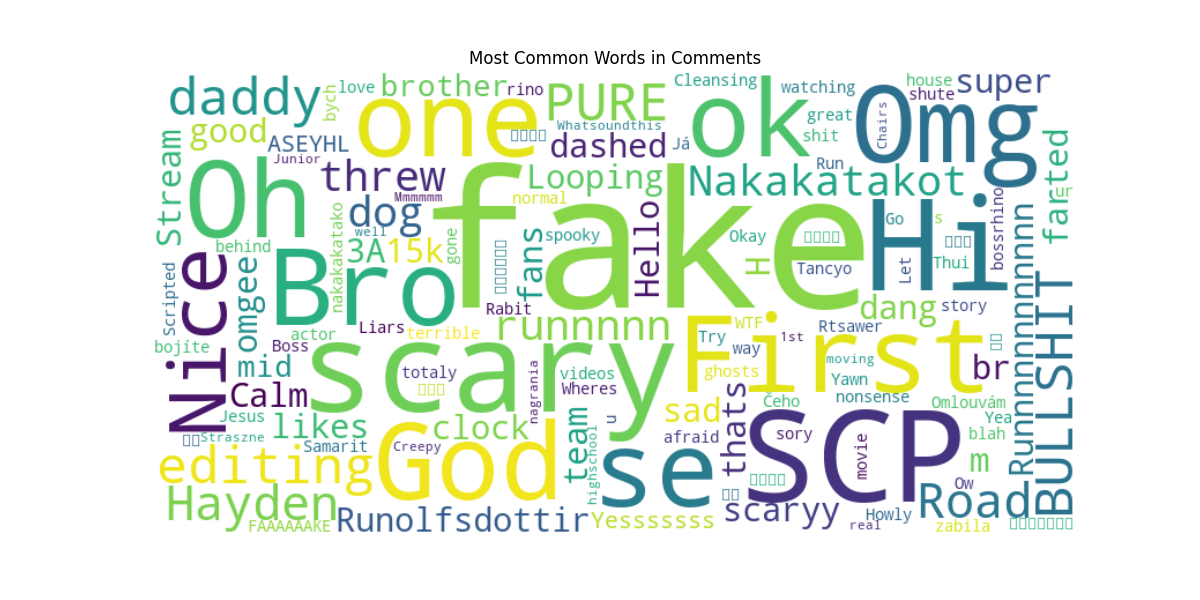 Most Common Words in Comments
daddy
love
bych
brother
rino
PURE
Cleansing
ok
watching
Omg
house
shute
super
good
ASEYHL
one
Whatsoundthis
dashed
Já
great
shit
Chairs
Stream
Oh
Junior
threw
Mmmmmm
Looping
normal
Nakakatakot
Run
farted
dog
well
fake
Hi
Go
s
bossrhino
behind
nakakatako
3A
15k
gone
fans
spooky
Hello
Okay
H
Tancyo
Let
Thui
Scripted
Nice
omgee
Bro
Rabit
dang
story
Runnnnnnnnnnn
BULLSHIT
bojíte
actor
Liars
terrible
runnnnn
WTF
Try
way
1st
Rtsawer
First
Boss
mid
scary
totaly
videos
Wheres
ghosts
moving
Yawn
nonsense
br
Calm
Jesus
likes
nagrania
sad
thats
Čeho
Omlouvám
Yea
Straszne
Samarit
God
Creepy
clock
team
u
afraid
sory
SCP
movie
blah
m
editing
highschool
se
Ow
Hayden
FAAAAAAKE
Runolfsdottir
Yesssssss
scaryy
real
Howly
Road
zabila